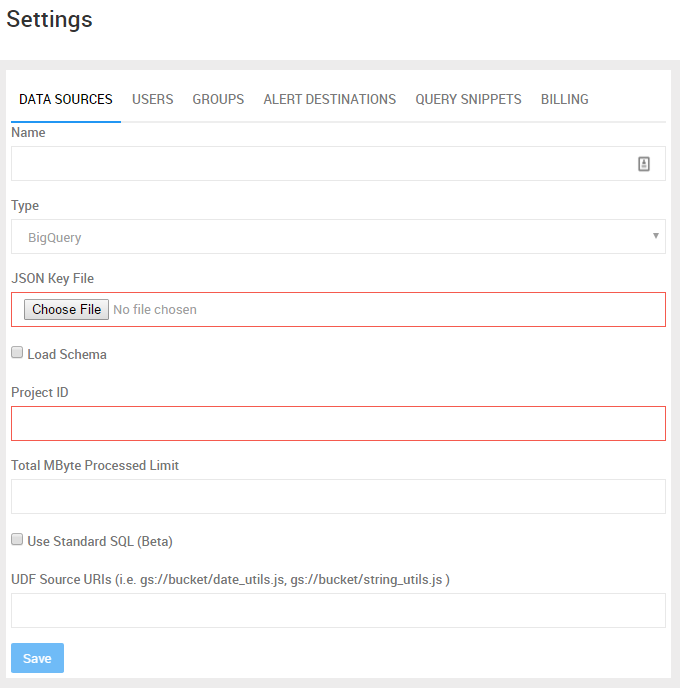 Settings
DATA SOURCES USERS GROUPS ALERT DESTINATIONS QUERY SNIPPETS BILLING
Name
Type
BigQuery
JSON Key File
Choose File No file chosen
Load Schema
Project ID
Total MByte Processed Limit
Use Standard SQL (Beta)
UDF Source URIs (i.e. gs://bucket/date_utils.js, gs://bucket/string_utils.js )
Save